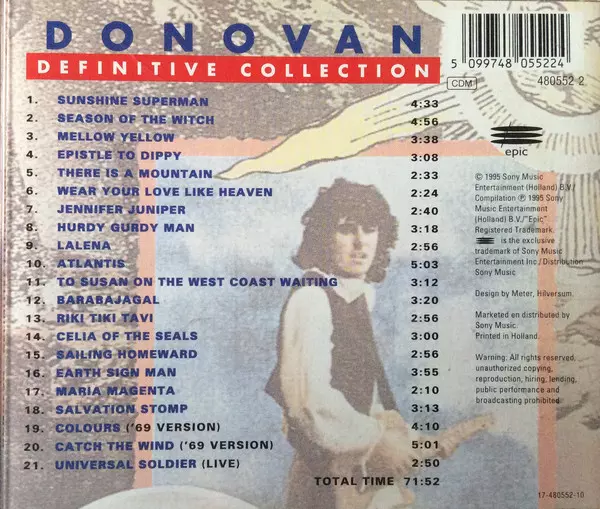 DONOVAN
DEFINITIVE COLLECTION
5 099748 055224
CDM
480552 2
1. SUNSHINE SUPERMAN 4:33
2. SEASON OF THE WITCH 4:56
3. MELLOW YELLOW 3:38
4. EPISTLE TO DIPPY 3:08
5. THERE IS A MOUNTAIN 2:33
6. WEAR YOUR LOVE LIKE HEAVEN 2:24
7. JENNIFER JUNIPER 2:40
8. HURDY GURDY MAN 3:18
9. LALENA 2:56
10. ATLANTIS 5:03
11. TO SUSAN ON THE WEST COAST WAITING 3:12
12. BARABAJAGAL 3:20
13. RIKI TIKI TAVI 2:56
14. CELIA OF THE SEALS 3:00
15. SAILING HOMEWARD 2:56
16. EARTH SIGN MAN 3:55
17. MARIA MAGENTA 2:10
18. SALVATION STOMP 3:13
19. COLOURS ('69 VERSION) 4:10
20. CATCH THE WIND ('69 VERSION) 5:01
21. UNIVERSAL SOLDIER (LIVE) 2:50
TOTAL TIME 71:52
epic
© 1995 Sony Music
Entertainment (Holland) B.V./
Compilation ℗ 1995 Sony
Music Entertainment
(Holland) B.V./"Epic",
Registered Trademark.
is the exclusive
trademark of Sony Music
Entertainment Inc./Distribution
Sony Music
Design by Meter, Hilversum.
Marketed en distributed by
Sony Music.
Printed in Holland.
Warning: All rights reserved,
unauthorized copying,
reproduction, hiring, lending,
public performance and
broadcasting prohibited.
17-480552-10